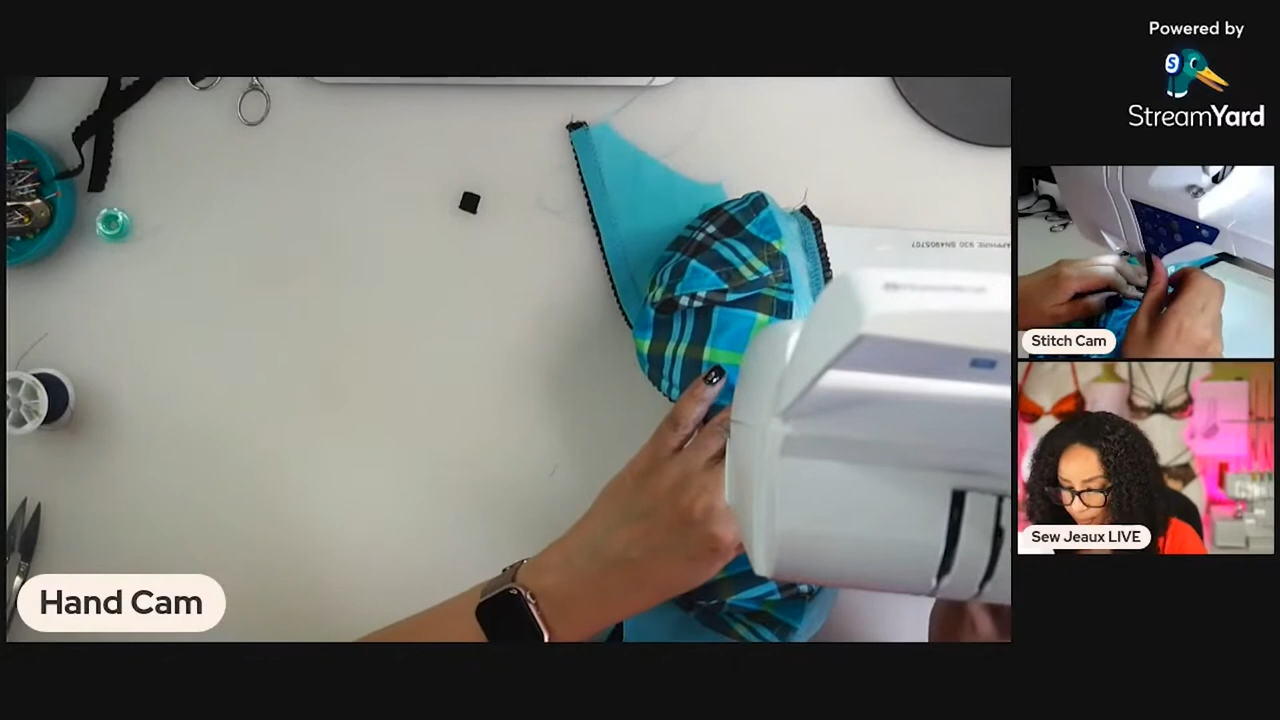 Powered by
StreamYard
Stitch Cam
Sew Jeaux LIVE
Hand Cam